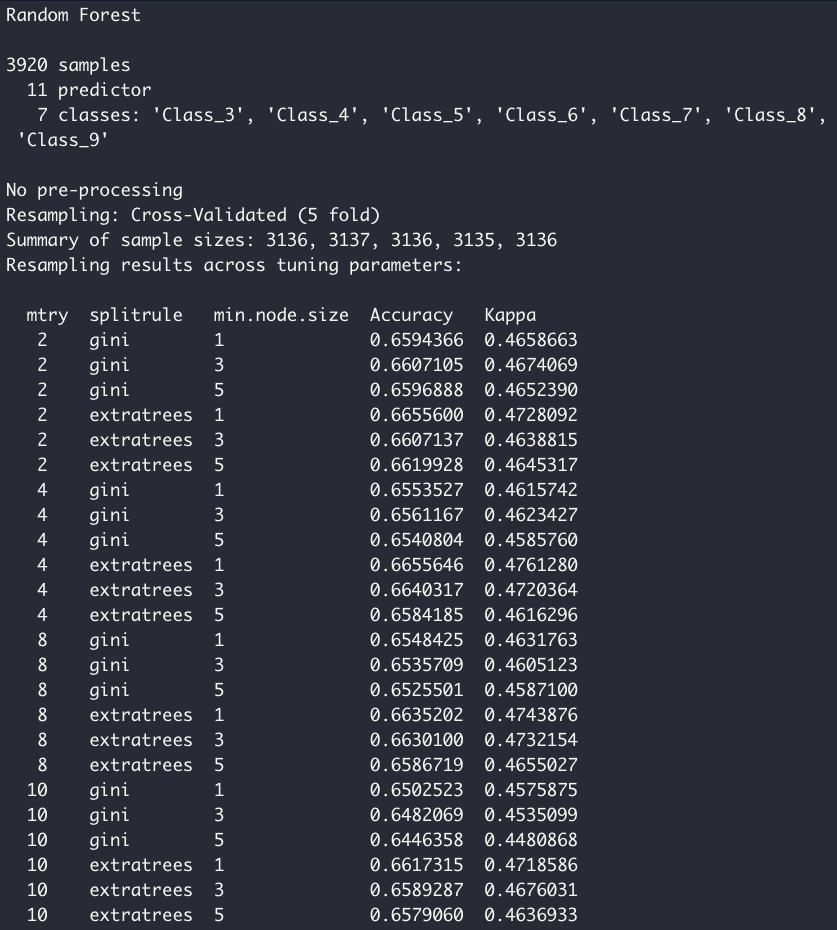 Random Forest
3920 samples
11 predictor
7 classes: 'Class_3', 'Class_4', 'Class_5', 'Class_6', 'Class_7', 'Class_8',
'Class_9'
No pre-processing
Resampling: Cross-Validated (5 fold)
Summary of sample sizes: 3136, 3137, 3136, 3135, 3136
Resampling results across tuning parameters:
mtry splitrule min.node.size Accuracy Kappa
2 gini 1 0.6594366 0.4658663
2 gini 3 0.6607105 0.4674069
2 gini 5 0.6596888 0.4652390
2 extratrees 1 0.6655600 0.4728092
2 extratrees 3 0.6607137 0.4638815
2 extratrees 5 0.6619928 0.4645317
4 gini 1 0.6553527 0.4615742
4 gini 3 0.6561167 0.4623427
4 gini 5 0.6540804 0.4585760
4 extratrees 1 0.6655646 0.4761280
4 extratrees 3 0.6640317 0.4720364
4 extratrees 5 0.6584185 0.4616296
8 gini 1 0.6548425 0.4631763
8 gini 3 0.6535709 0.4605123
8 gini 5 0.6525501 0.4587100
8 extratrees 1 0.6635202 0.4743876
8 extratrees 3 0.6630100 0.4732154
8 extratrees 5 0.6586719 0.4655027
10 gini 1 0.6502523 0.4575875
10 gini 3 0.6482069 0.4535099
10 gini 5 0.6446358 0.4480868
10 extratrees 1 0.6617315 0.4718586
10 extratrees 3 0.6589287 0.4676031
10 extratrees 5 0.6579060 0.4636933